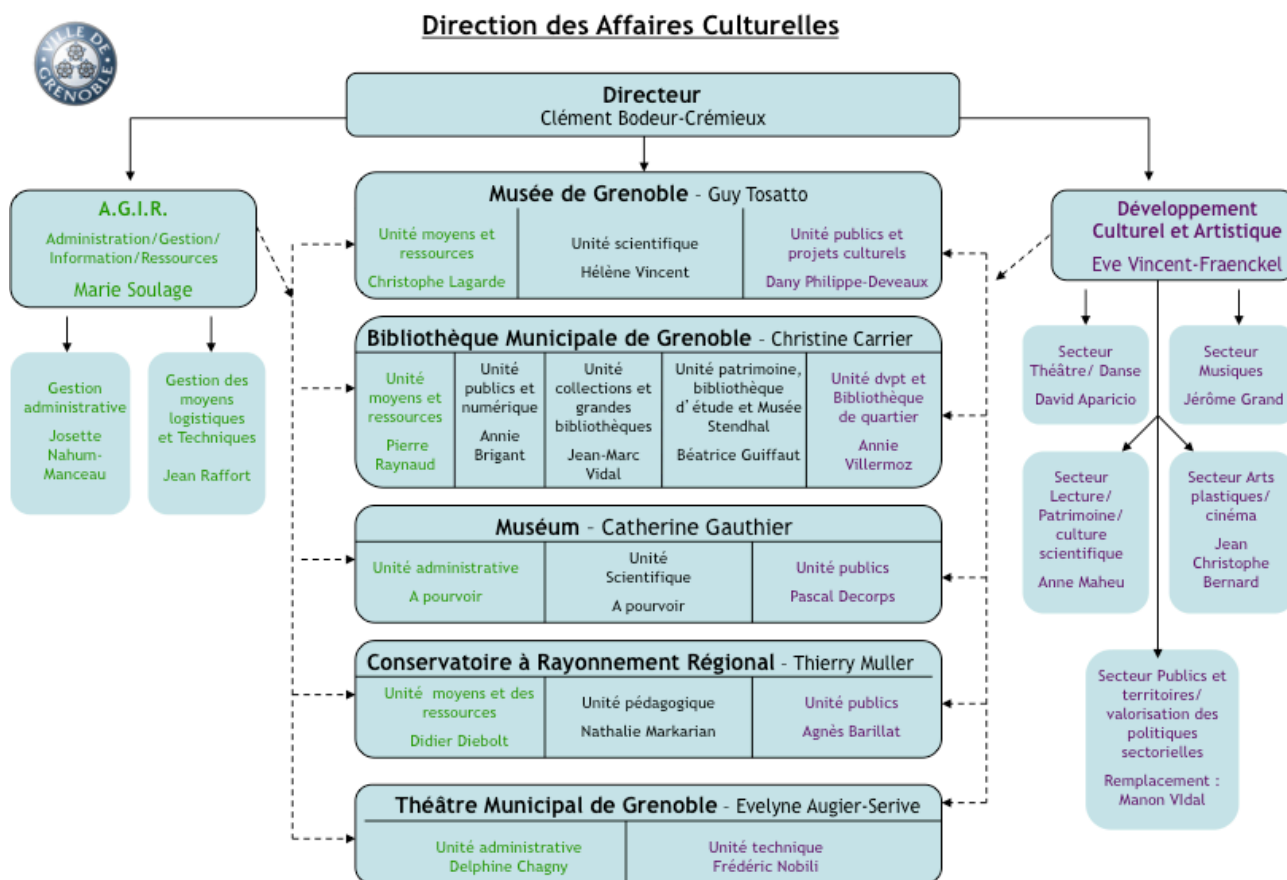 Direction des Affaires Culturelles
VILLE DE
GRENOBLE
Directeur
Clément Bodeur-Crémieux
A.G.I.R.
Administration/Gestion/
Information/Ressources
Marie Soulage
Gestion
administrative
Josette
Nahum-
Manceau
Gestion des
moyens
logistiques
et Techniques
Jean Raffort
Musée de Grenoble - Guy Tosatto
Unité moyens et
ressources
Christophe Lagarde
Unité scientifique
Hélène Vincent
Unité publics et
projets culturels
Dany Philippe-Deveaux
Bibliothèque Municipale de Grenoble - Christine Carrier
Unité
moyens et
ressources
Pierre
Raynaud
Unité
publics et
numérique
Annie
Brigant
Unité
collections et
grandes
bibliothèques
Jean-Marc
Vidal
Unité patrimoine,
bibliothèque
d'étude et Musée
Stendhal
Béatrice Guiffaut
Unité dvpt et
Bibliothèque
de quartier
Annie
Villermoz
Muséum - Catherine Gauthier
Unité administrative
A pourvoir
Unité
Scientifique
A pourvoir
Unité publics
Pascal Decorps
Conservatoire à Rayonnement Régional - Thierry Muller
Unité moyens et des
ressources
Didier Diebolt
Unité pédagogique
Nathalie Markarian
Unité publics
Agnès Barillat
Théâtre Municipal de Grenoble - Evelyne Augier-Serive
Unité administrative
Delphine Chagny
Unité technique
Frédéric Nobili
Développement
Culturel et Artistique
Eve Vincent-Fraenckel
Secteur
Théâtre/ Danse
David Aparicio
Secteur
Musiques
Jérôme Grand
Secteur
Lecture/
Patrimoine/
culture
scientifique
Anne Maheu
Secteur Arts
plastiques/
cinéma
Jean
Christophe
Bernard
Secteur Publics et
territoires/
valorisation des
politiques
sectorielles
Remplacement :
Manon VIdal